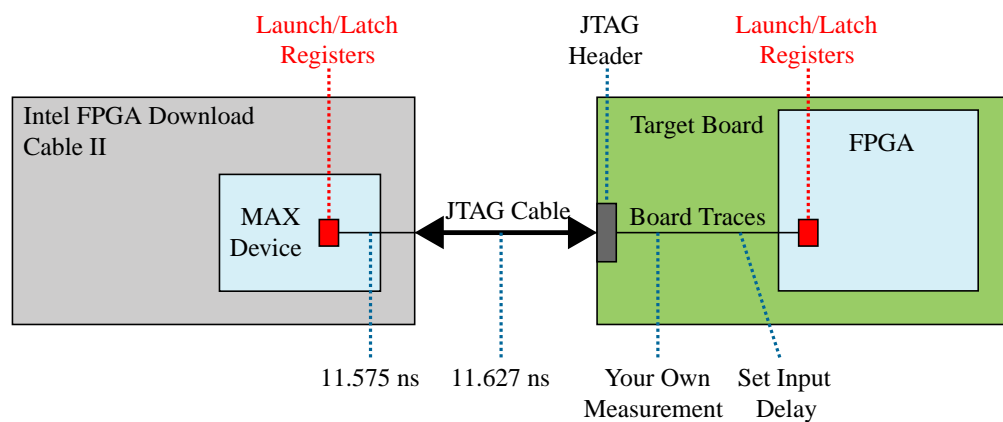 Launch/Latch
Registers
JTAG
Header
Launch/Latch
Registers
Intel FPGA Download
Cable II
Target Board
FPGA
MAX
Device
JTAG Cable
Board Traces
11.575 ns
11.627 ns
Your Own
Measurement
Set Input
Delay